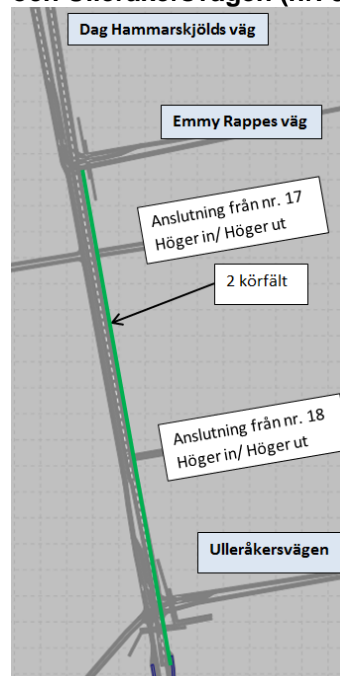 Dag Hammarskjölds väg
Emmy Rappes väg
Anslutning från nr. 17
Höger in/ Höger ut
2 körfält
Anslutning från nr. 18
Höger in/ Höger ut
Ulleråkersvägen